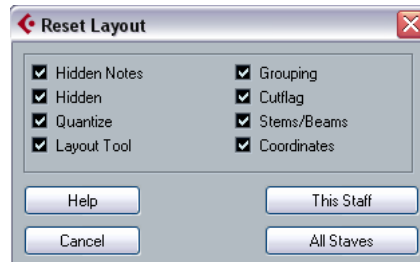 Reset Layout
Hidden Notes
Hidden
Quantize
Layout Tool
Grouping
Cutflag
Stems/Beams
Coordinates
Help
This Staff
Cancel
All Staves